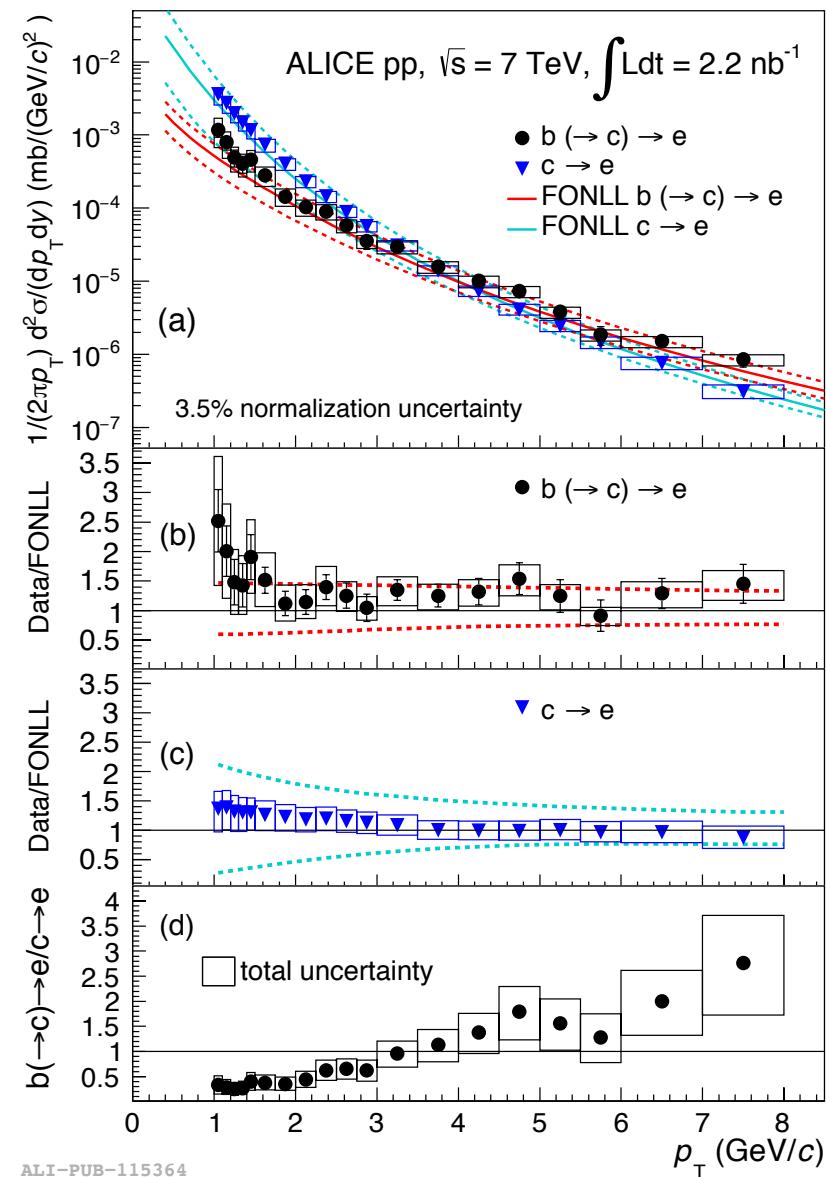 1/(2πp_T) d²σ/(dp_T dy) (mb/(GeV/c)²)
10⁻²
10⁻³
10⁻⁴
10⁻⁵
10⁻⁶
10⁻⁷
ALICE pp, √s = 7 TeV, ∫Ldt = 2.2 nb⁻¹
b (→ c) → e
c → e
FONLL b (→ c) → e
FONLL c → e
(a)
3.5% normalization uncertainty
Data/FONLL
3.5
3
2.5
2
1.5
1
0.5
(b)
b (→ c) → e
Data/FONLL
3.5
3
2.5
2
1.5
1
0.5
(c)
c → e
b(→c)→e/c→e
4
3.5
3
2.5
2
1.5
1
0.5
(d)
total uncertainty
0 1 2 3 4 5 6 7 8
p_T (GeV/c)
ALI−PUB−115364